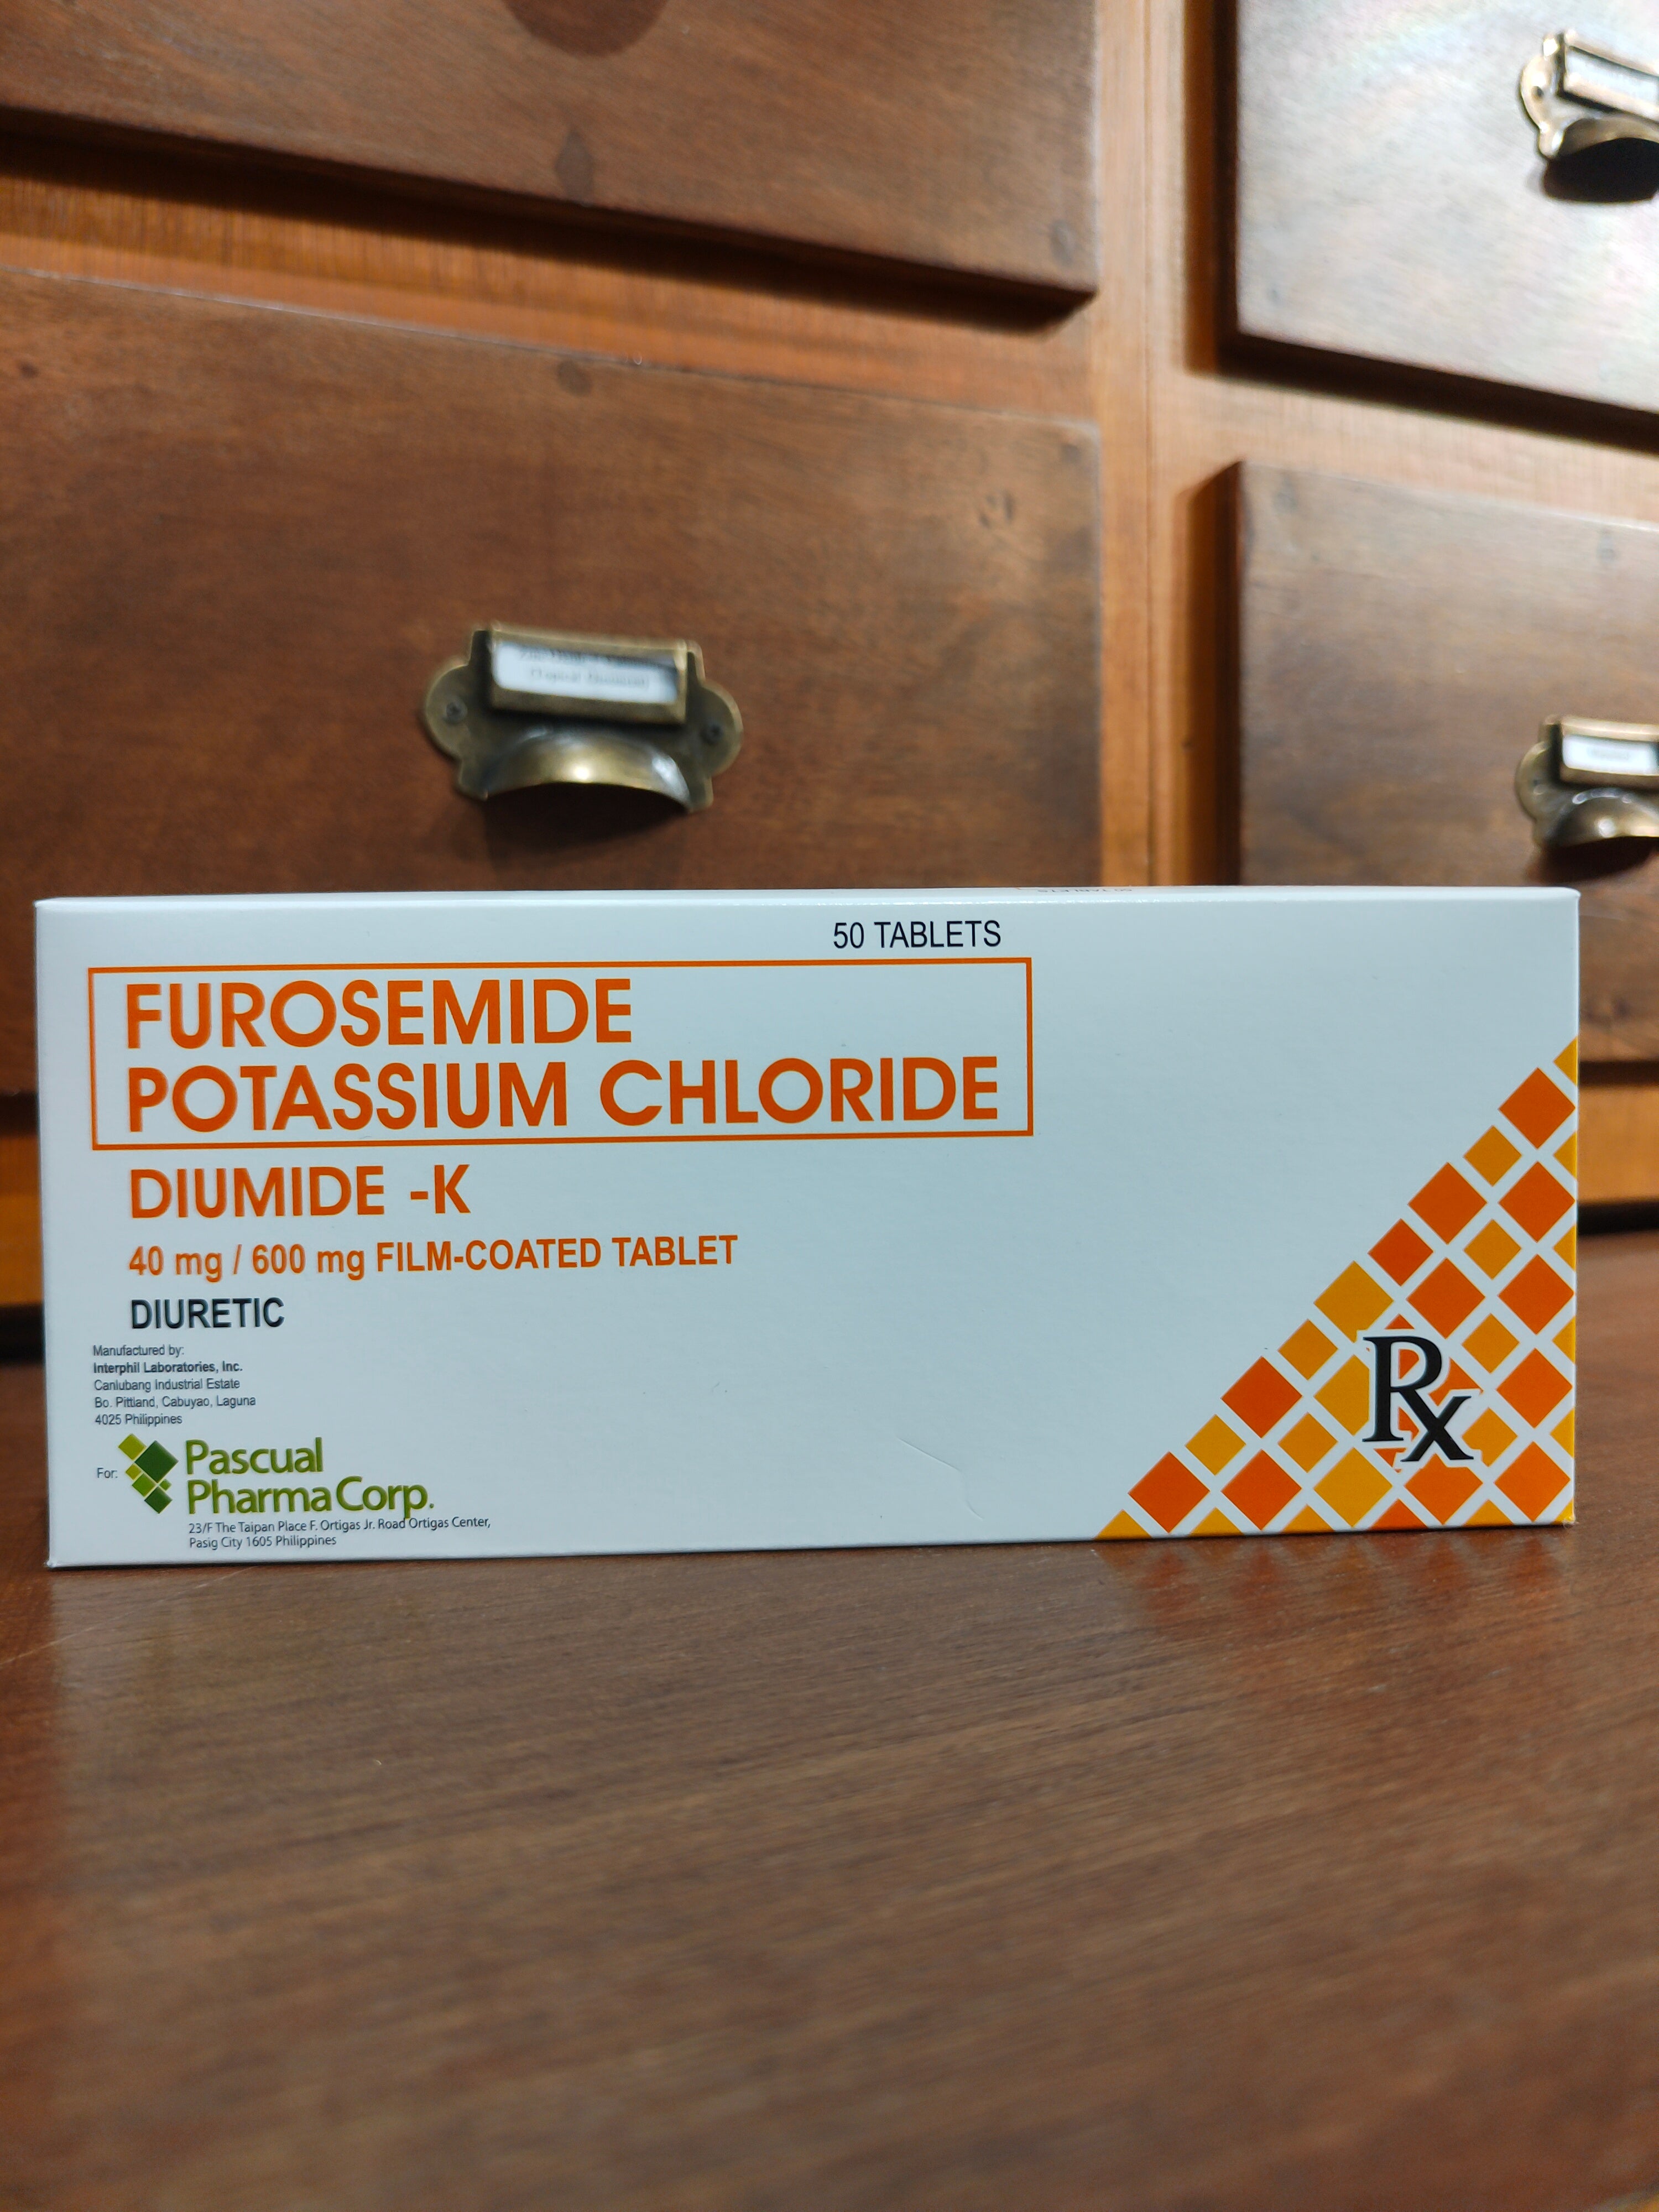 50 TABLETS
FUROSEMIDE
POTASSIUM CHLORIDE
DIUMIDE -K
40 mg / 600 mg FILM-COATED TABLET
DIURETIC
Manufactured by:
Interphil Laboratories, Inc.
Canlubang Industrial Estate
Bo. Pittland, Cabuyao, Laguna
4025 Philippines
For:
Pascual
PharmaCorp.
23/F The Taipan Place F. Ortigas Jr. Road Ortigas Center,
Pasig City 1605 Philippines
Rx